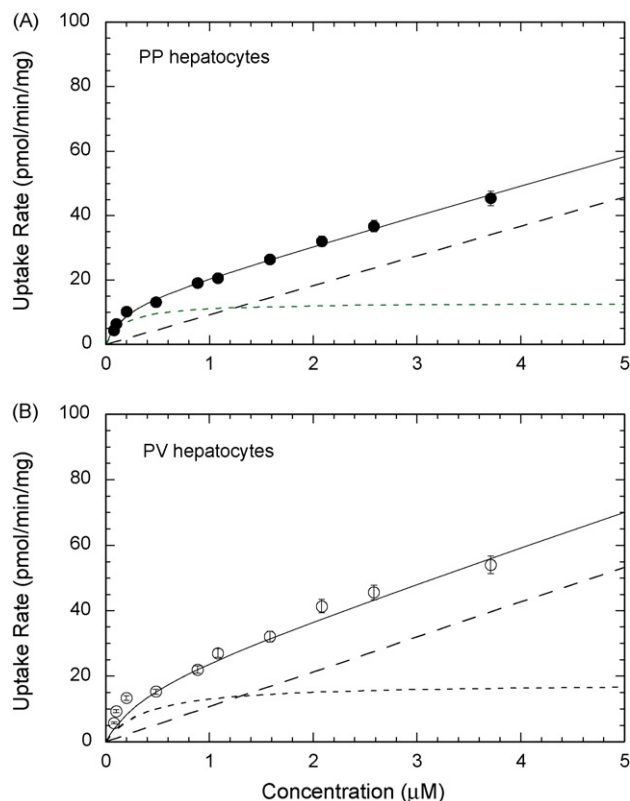 (A)
PP hepatocytes
Uptake Rate (pmol/min/mg)
100
80
60
40
20
0
0 1 2 3 4 5
(B)
PV hepatocytes
Uptake Rate (pmol/min/mg)
100
80
60
40
20
0
0 1 2 3 4 5
Concentration (μM)